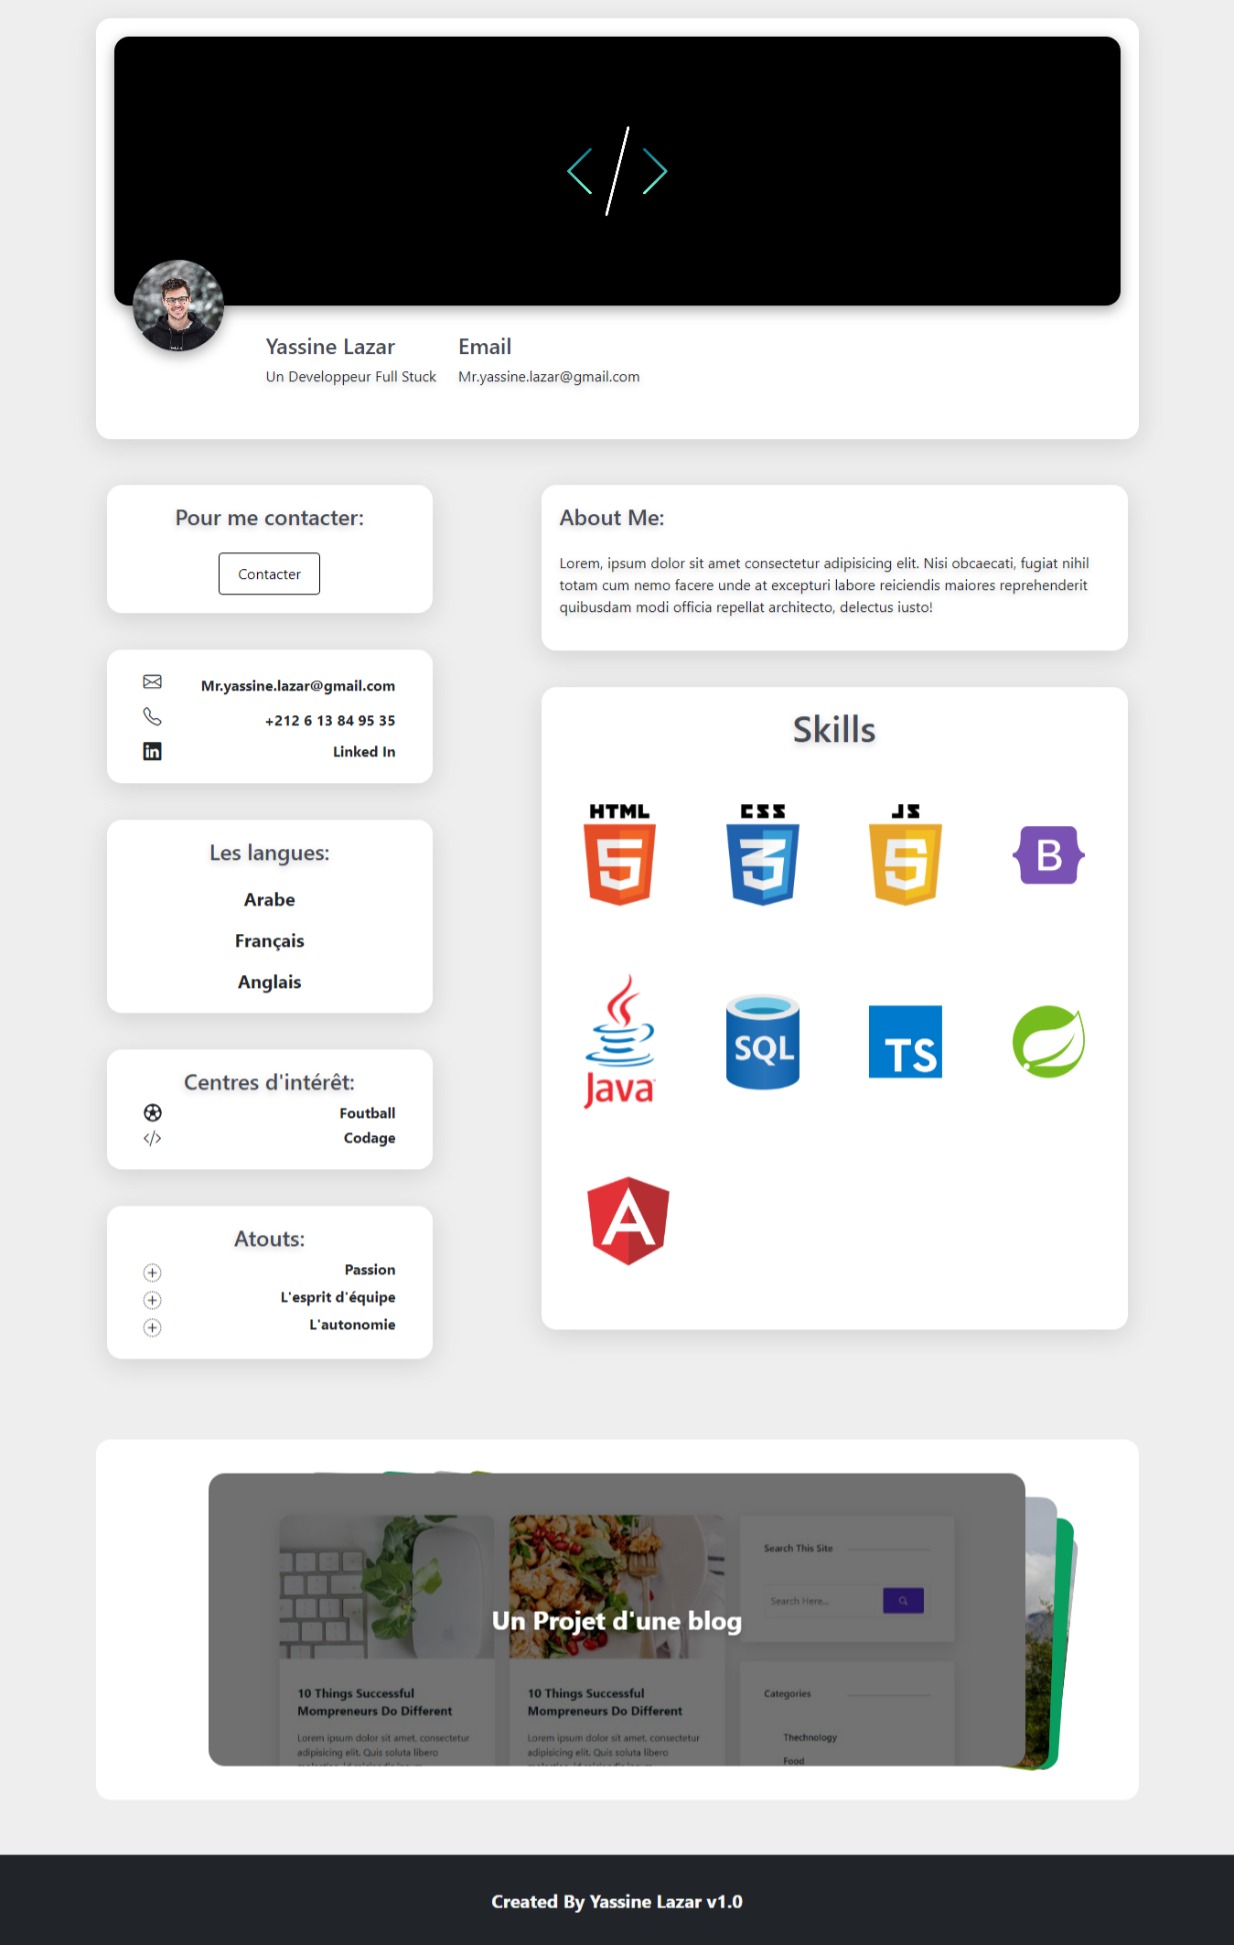 Yassine Lazar
Un Developpeur Full Stuck
Email
Mr.yassine.lazar@gmail.com
Pour me contacter:
Contacter
Mr.yassine.lazar@gmail.com
+212 6 13 84 95 35
Linked In
Les langues:
Arabe
Français
Anglais
Centres d'intérêt:
Foutball
Codage
Atouts:
Passion
L'esprit d'équipe
L'autonomie
About Me:
Lorem, ipsum dolor sit amet consectetur adipisicing elit. Nisi obcaecati, fugiat nihil
totam cum nemo facere unde at excepturi labore reiciendis maiores reprehenderit
quibusdam modi officia repellat architecto, delectus iusto!
Skills
HTML
5
CSS
3
JS
5
B
Java
SQL
TS
A
Un Projet d'une blog
10 Things Successful
Mompreneurs Do Different
Lorem ipsum dolor sit amet, consectetur
adipisicing elit. Quis soluta libero
10 Things Successful
Mompreneurs Do Different
Lorem ipsum dolor sit amet, consectetur
adipisicing elit. Quis soluta libero
Search This Site
Search Here...
Categories
Thechnology
Food
Created By Yassine Lazar v1.0